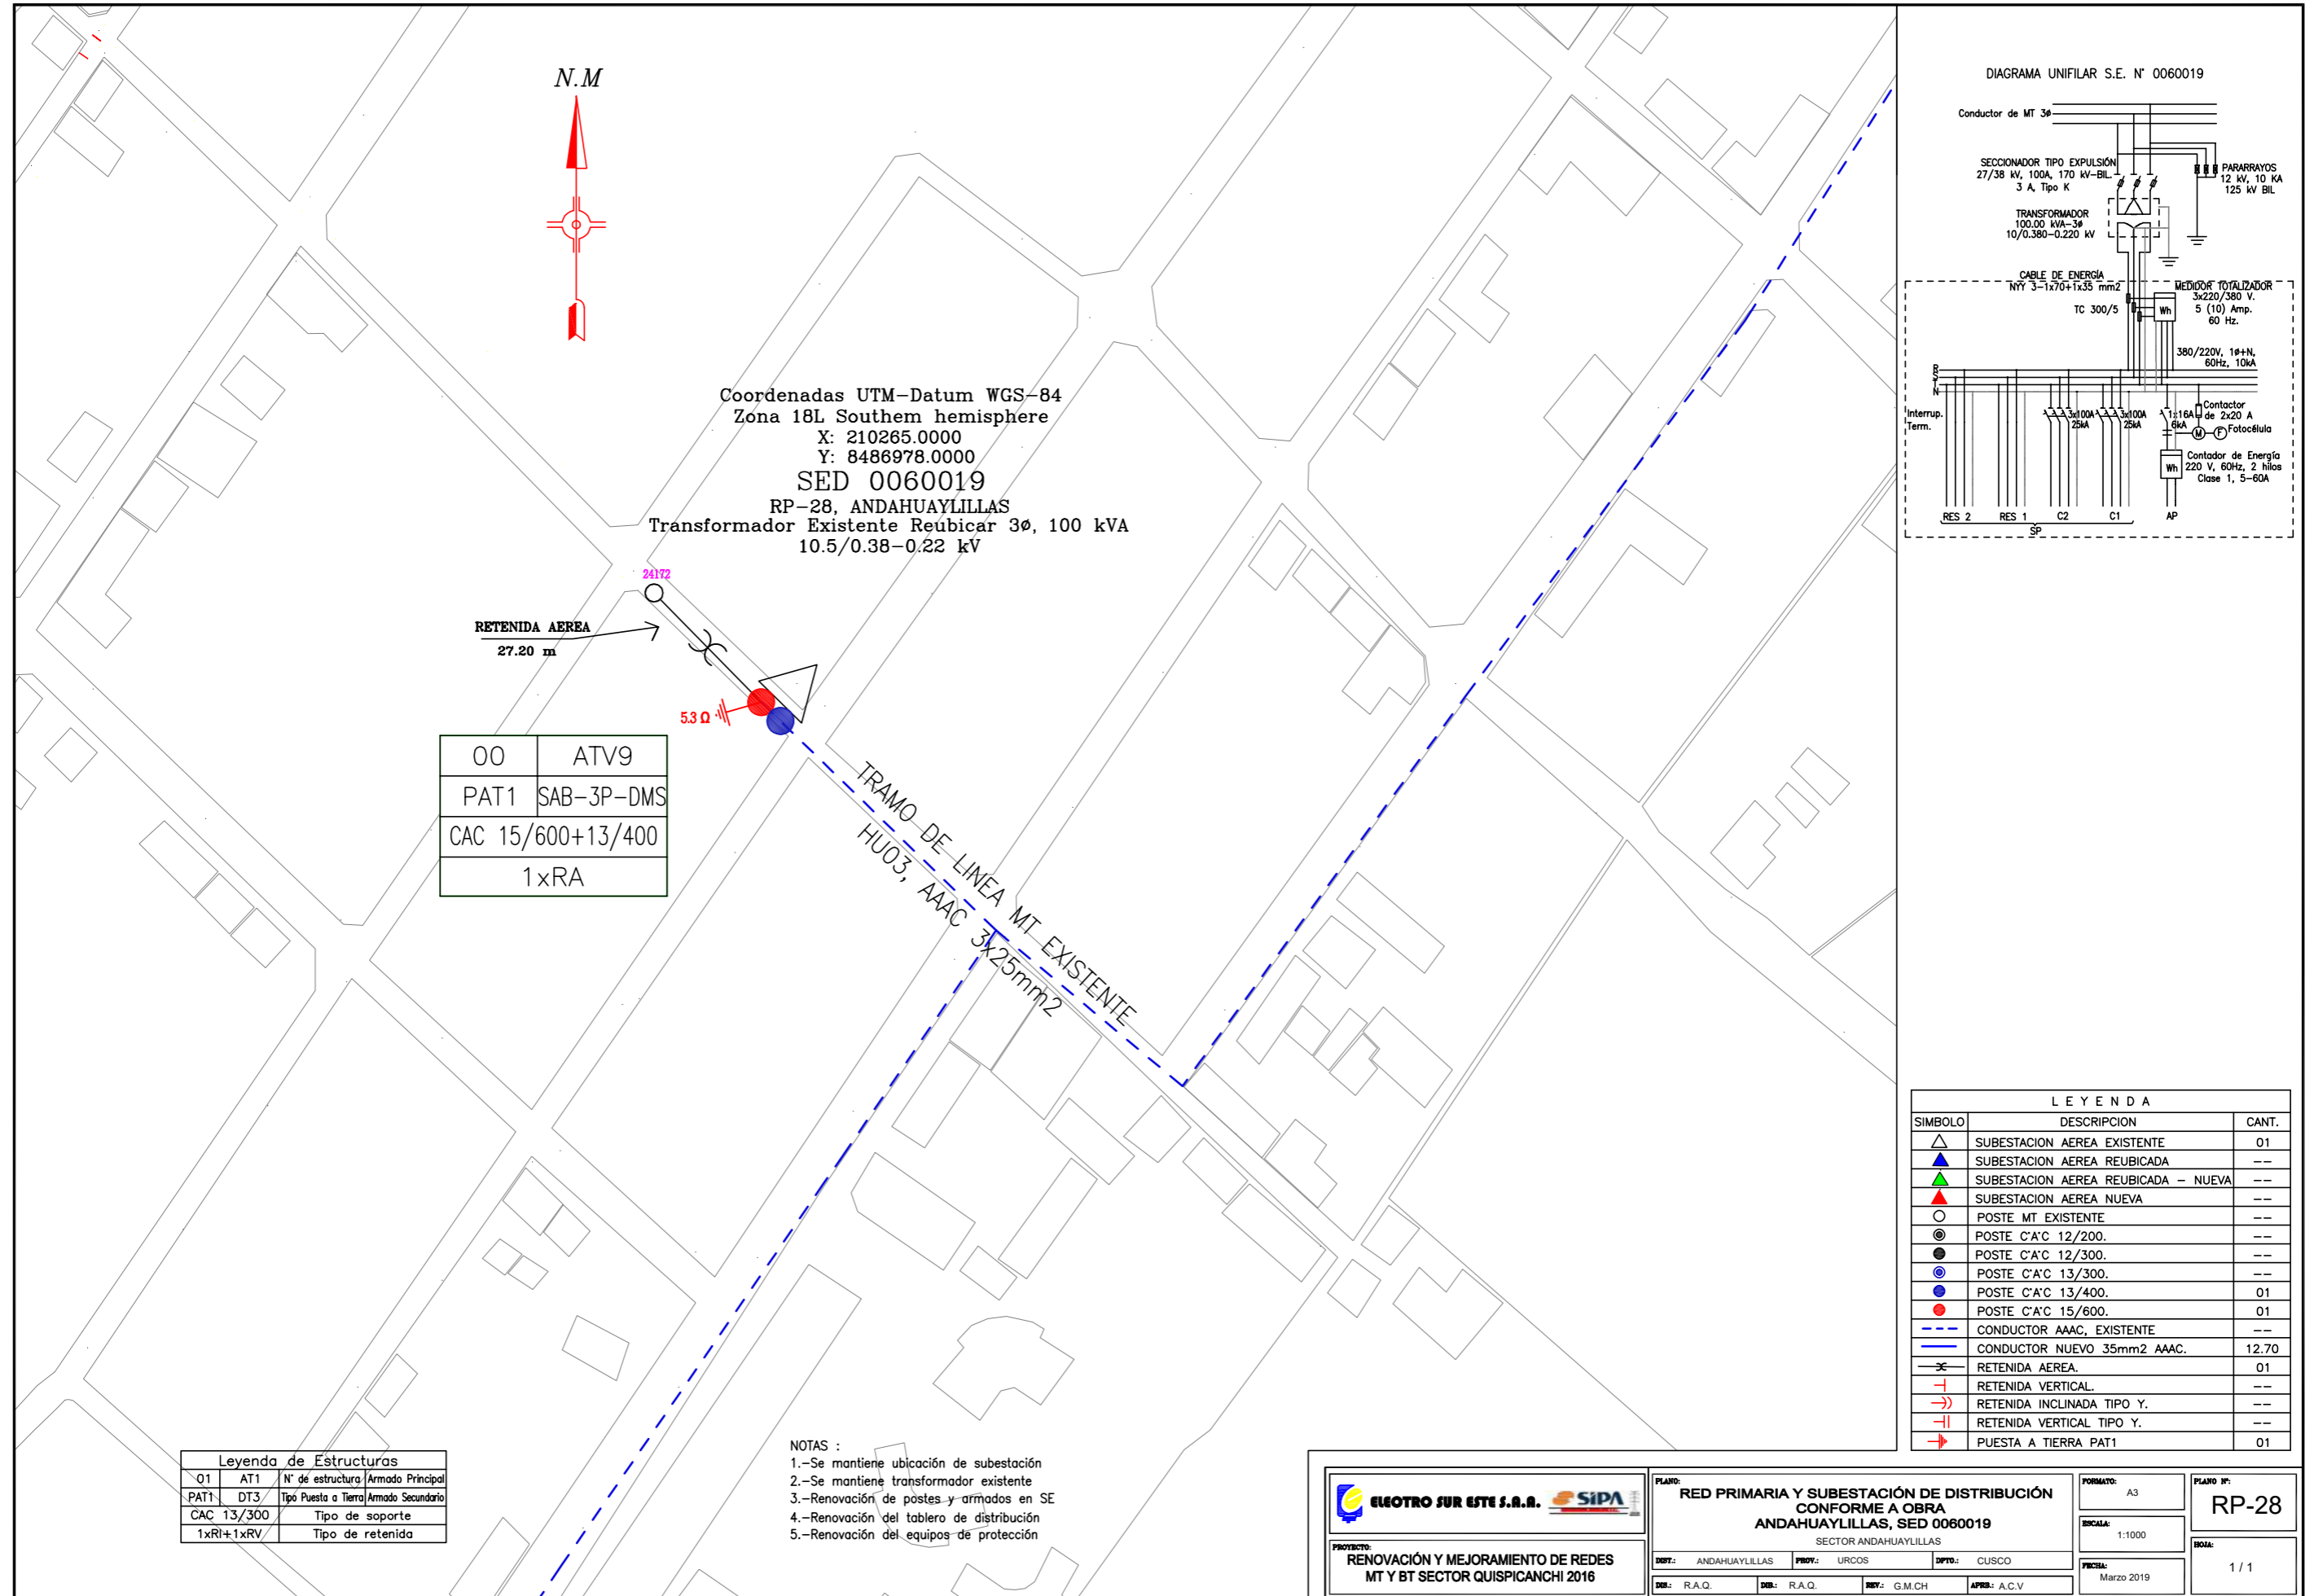 N.M
Coordenadas UTM-Datum WGS-84
Zona 18L Southem hemisphere
X: 210265.0000
Y: 8486978.0000
SED 0060019
RP-28, ANDAHUAYLILLAS
Transformador Existente Reubicar 3ø, 100 kVA
10.5/0.38-0.22 kV
24172
RETENIDA AEREA
27.20 m
5.3 Ω
00 ATV9
PAT1 SAB-3P-DMS
CAC 15/600+13/400
1xRA
TRAMO DE LINEA MT EXISTENTE
HU03, AAAC 3x25mm2
DIAGRAMA UNIFILAR S.E. N° 0060019
Conductor de MT 3ø
SECCIONADOR TIPO EXPULSIÓN
27/38 kV, 100A, 170 kV-BIL.
3 A, Tipo K
PARARRAYOS
12 kV, 10 KA
125 kV BIL
TRANSFORMADOR
100.00 kVA-3ø
10/0.380-0.220 kV
CABLE DE ENERGÍA
NYY 3-1x70+1x35 mm2
MEDIDOR TOTALIZADOR
3x220/380 V.
5 (10) Amp.
60 Hz.
TC 300/5
Wh
380/220V, 1ø+N,
60Hz, 10kA
R
S
T
N
Interrup.
Term.
3x100A
25kA
3x100A
25kA
1x16A
6kA
Contactor
de 2x20 A
M
F
Fotocélula
Wh
Contador de Energía
220 V, 60Hz, 2 hilos
Clase 1, 5-60A
RES 2 RES 1 C2 C1 AP
SP
L E Y E N D A
SIMBOLO DESCRIPCION CANT.
SUBESTACION AEREA EXISTENTE 01
SUBESTACION AEREA REUBICADA --
SUBESTACION AEREA REUBICADA - NUEVA --
SUBESTACION AEREA NUEVA --
POSTE MT EXISTENTE --
POSTE C'A'C 12/200. --
POSTE C'A'C 12/300. --
POSTE C'A'C 13/300. --
POSTE C'A'C 13/400. 01
POSTE C'A'C 15/600. 01
CONDUCTOR AAAC, EXISTENTE --
CONDUCTOR NUEVO 35mm2 AAAC. 12.70
RETENIDA AEREA. 01
RETENIDA VERTICAL. --
RETENIDA INCLINADA TIPO Y. --
RETENIDA VERTICAL TIPO Y. --
PUESTA A TIERRA PAT1 01
Leyenda de Estructuras
01 AT1 N° de estructura Armado Principal
PAT1 DT3 Tipo Puesta a Tierra Armado Secundario
CAC 13/300 Tipo de soporte
1xRI+1xRV Tipo de retenida
NOTAS :
1.-Se mantiene ubicación de subestación
2.-Se mantiene transformador existente
3.-Renovación de postes y armados en SE
4.-Renovación del tablero de distribución
5.-Renovación del equipos de protección
ELECTRO SUR ESTE S.A.A. SIPA
PROYECTO:
RENOVACIÓN Y MEJORAMIENTO DE REDES
MT Y BT SECTOR QUISPICANCHI 2016
PLANO:
RED PRIMARIA Y SUBESTACIÓN DE DISTRIBUCIÓN
CONFORME A OBRA
ANDAHUAYLILLAS, SED 0060019
SECTOR ANDAHUAYLILLAS
DIST.: ANDAHUAYLILLAS PROV.: URCOS DPTO.: CUSCO
DIS.: R.A.Q. DIB.: R.A.Q. REV.: G.M.CH APRB.: A.C.V
FORMATO:
A3
ESCALA:
1:1000
FECHA:
Marzo 2019
PLANO N°:
RP-28
HOJA:
1 / 1